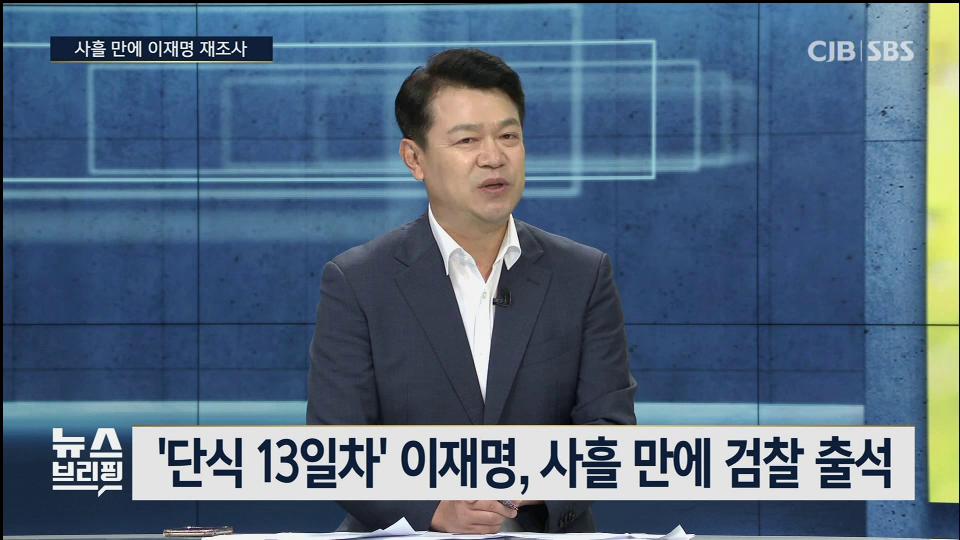 사흘 만에 이재명 재조사
CJB SBS
뉴스
브리핑
'단식 13일차' 이재명, 사흘 만에 검찰 출석